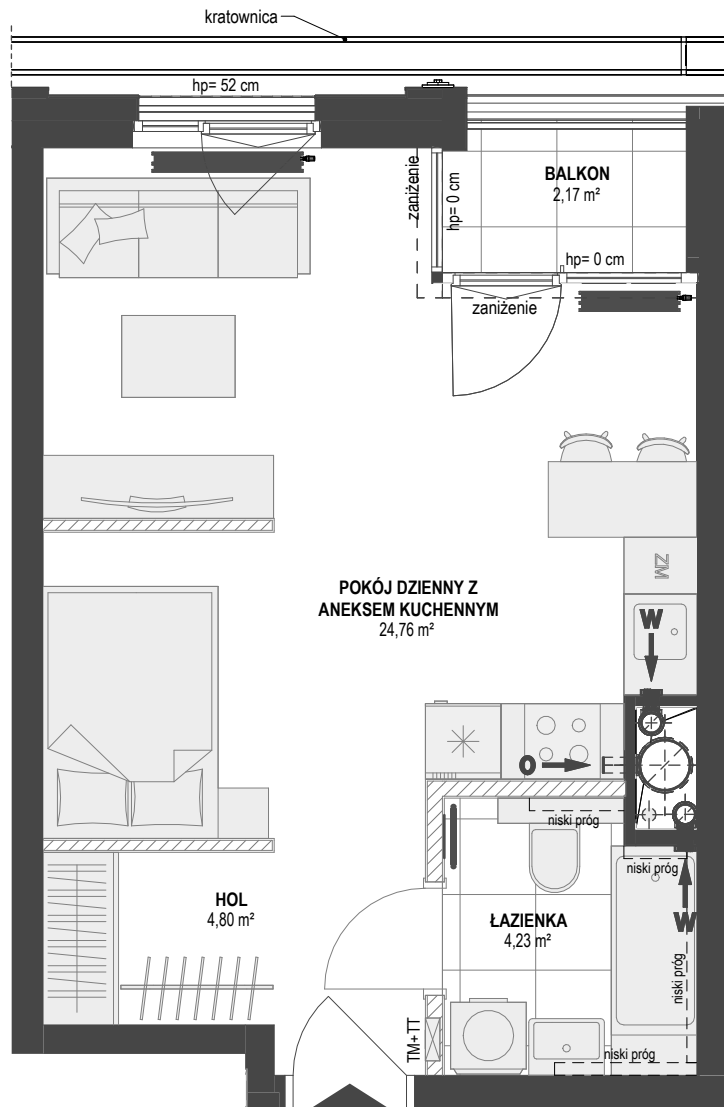 kratownica
hp= 52 cm
zaniżenie
hp= 0 cm
BALKON
2,17 m²
hp= 0 cm
zaniżenie
ZM
POKÓJ DZIENNY Z
ANEKSEM KUCHENNYM
24,76 m²
W
O
niski próg
niski próg
HOL
4,80 m²
ŁAZIENKA
4,23 m²
W
niski próg
TM+TT
niski próg